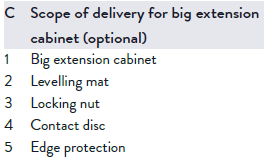 C Scope of delivery for big extension
cabinet (optional)
1 Big extension cabinet
2 Levelling mat
3 Locking nut
4 Contact disc
5 Edge protection